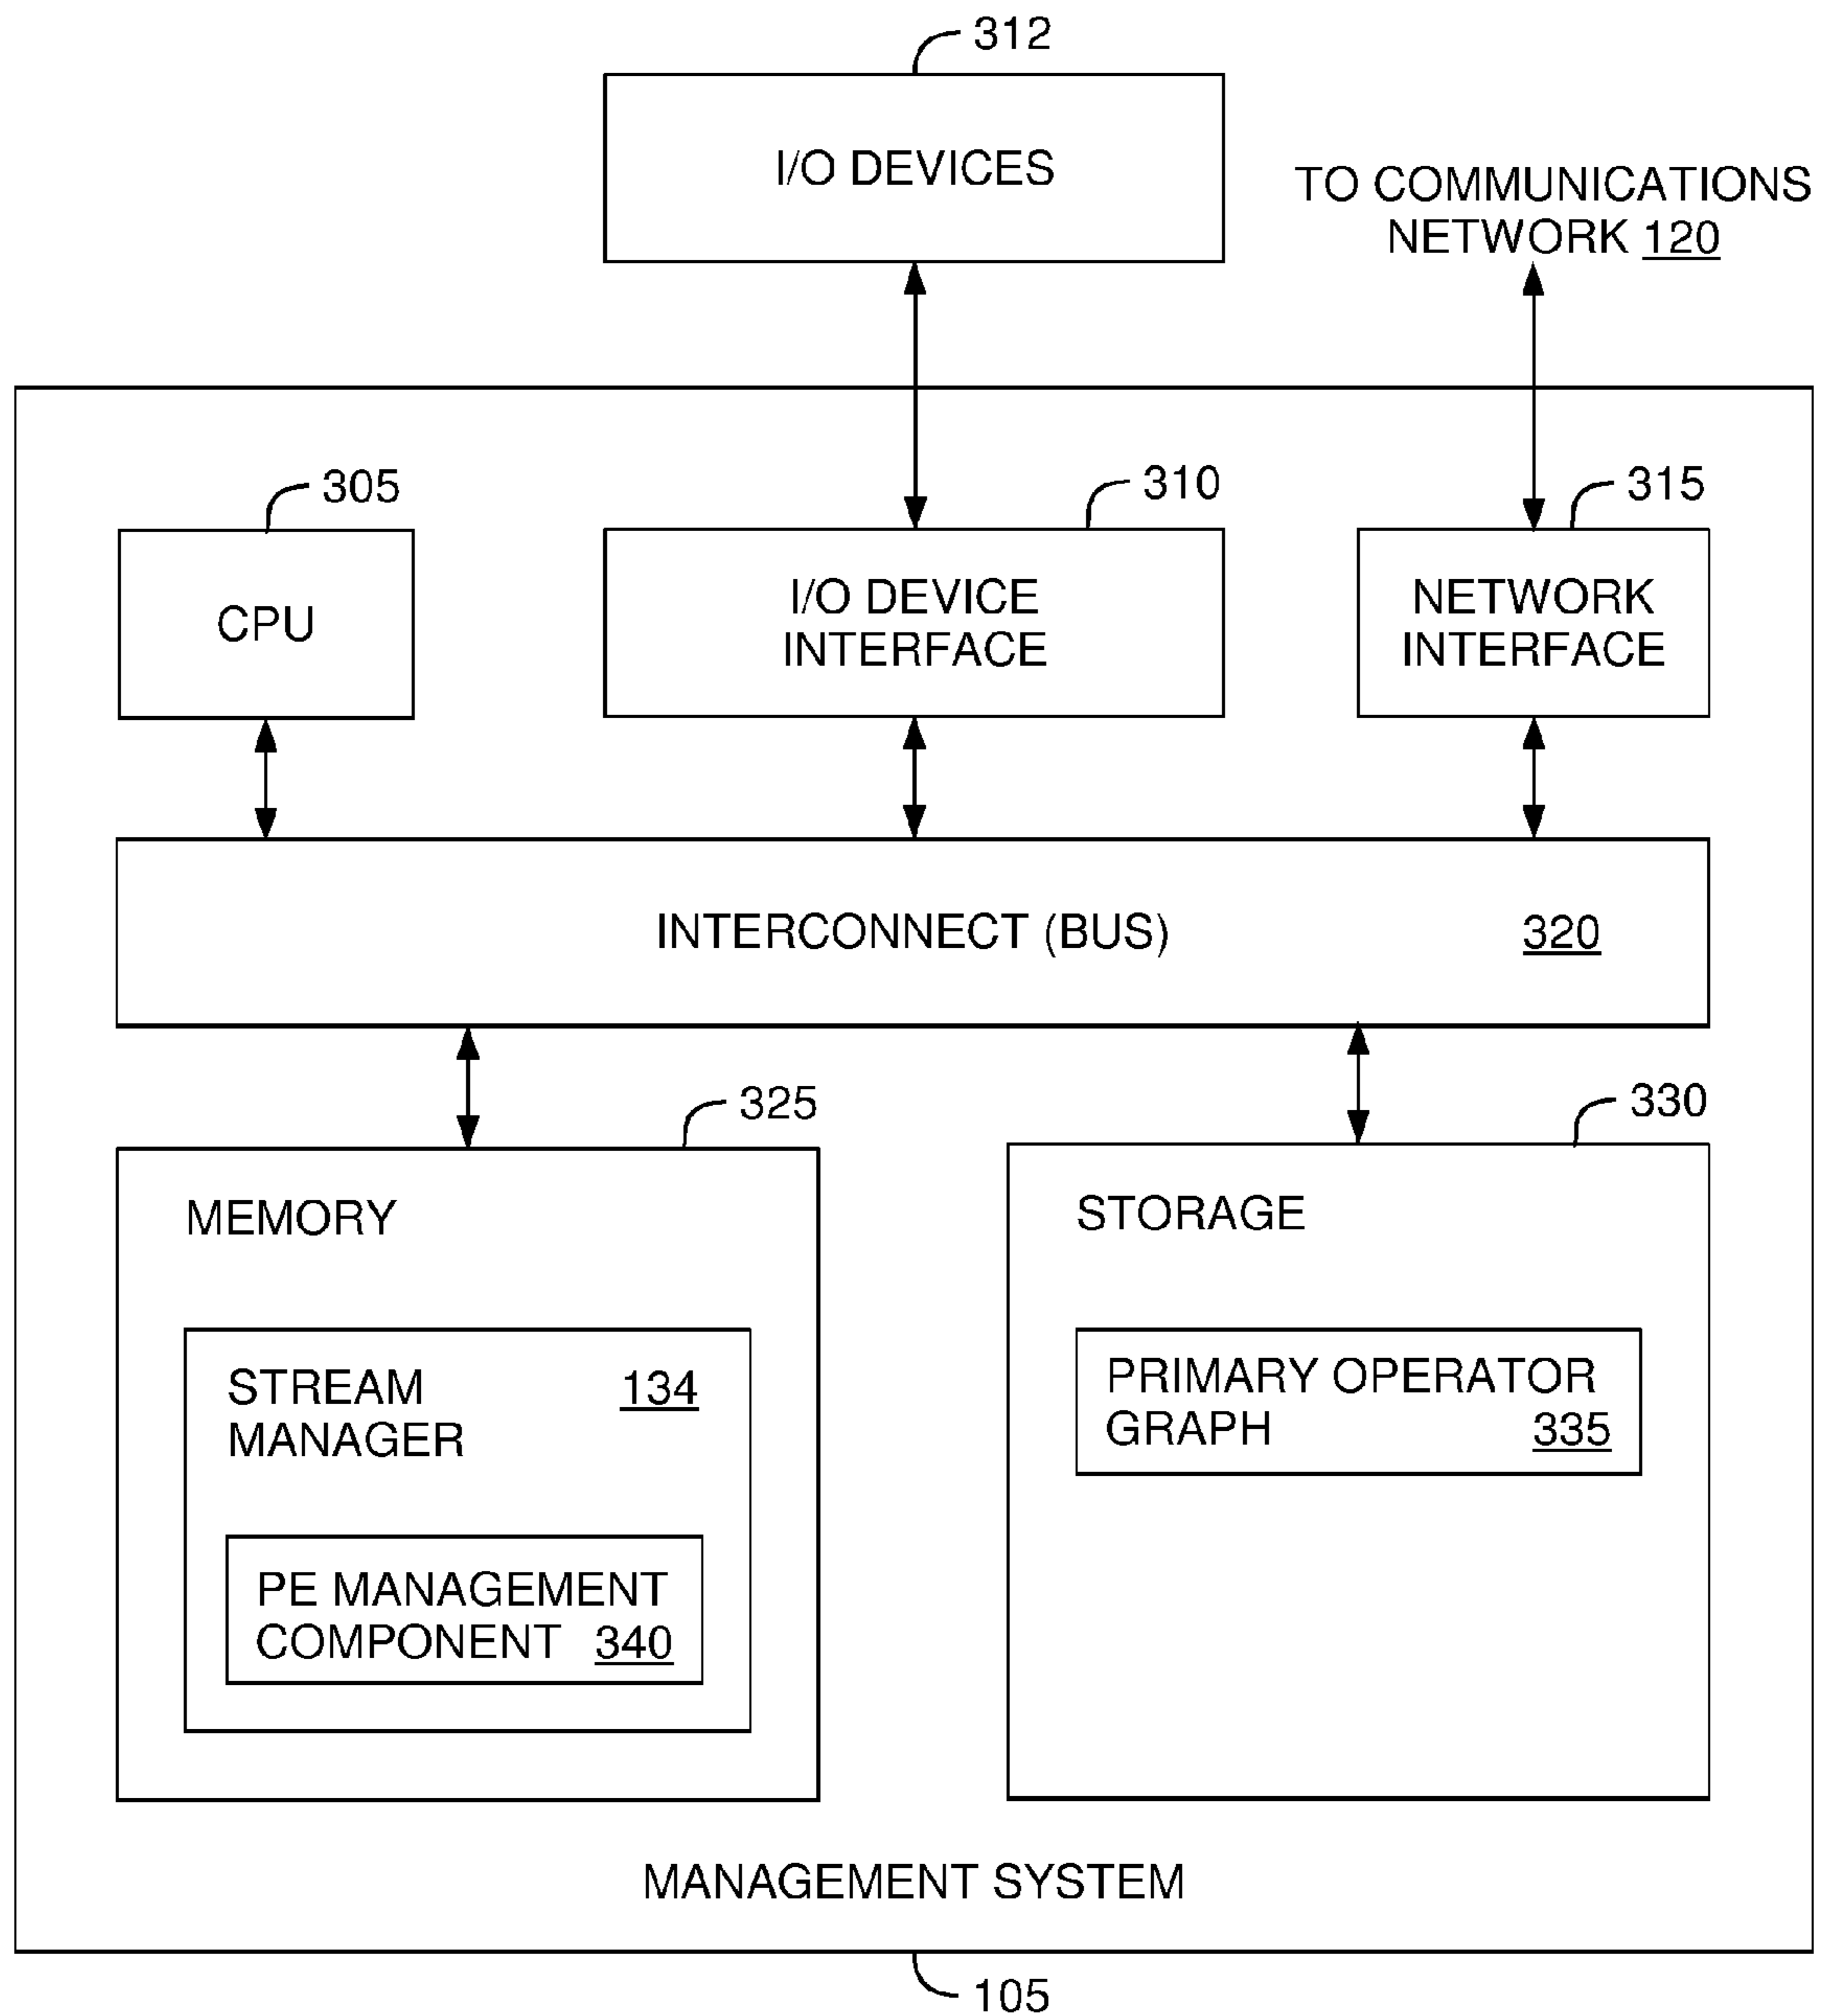 312
I/O DEVICES
TO COMMUNICATIONS
NETWORK 120
305
310
315
CPU
I/O DEVICE
INTERFACE
NETWORK
INTERFACE
INTERCONNECT (BUS) 320
325
330
MEMORY
STORAGE
STREAM 134
MANAGER
PRIMARY OPERATOR
GRAPH 335
PE MANAGEMENT
COMPONENT 340
MANAGEMENT SYSTEM
105